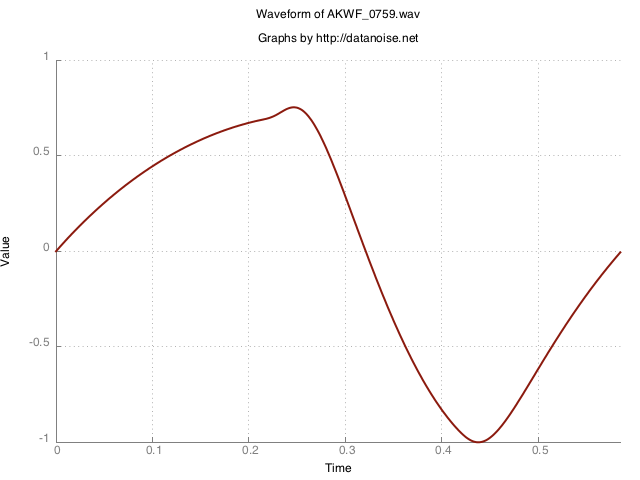 Waveform of AKWF_0759.wav
Graphs by http://datanoise.net
1
0.5
0
-0.5
-1
Value
0 0.1 0.2 0.3 0.4 0.5
Time